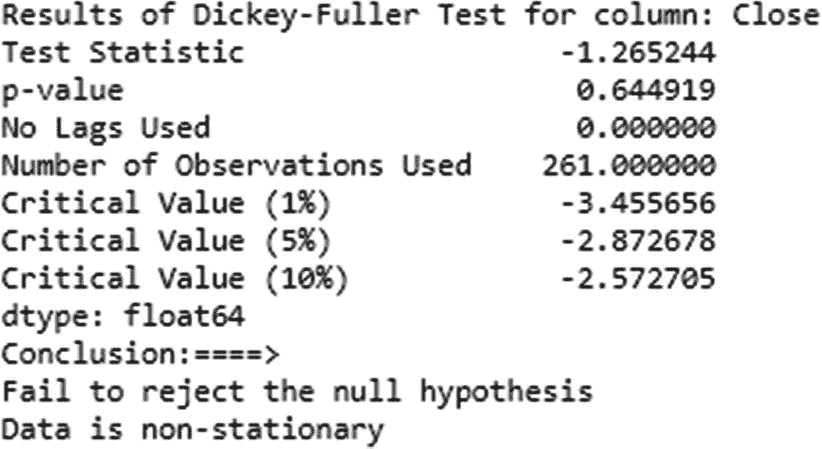 Results of Dickey-Fuller Test for column: Close
Test Statistic -1.265244
p-value 0.644919
No Lags Used 0.000000
Number of Observations Used 261.000000
Critical Value (1%) -3.455656
Critical Value (5%) -2.872678
Critical Value (10%) -2.572705
dtype: float64
Conclusion:====>
Fail to reject the null hypothesis
Data is non-stationary